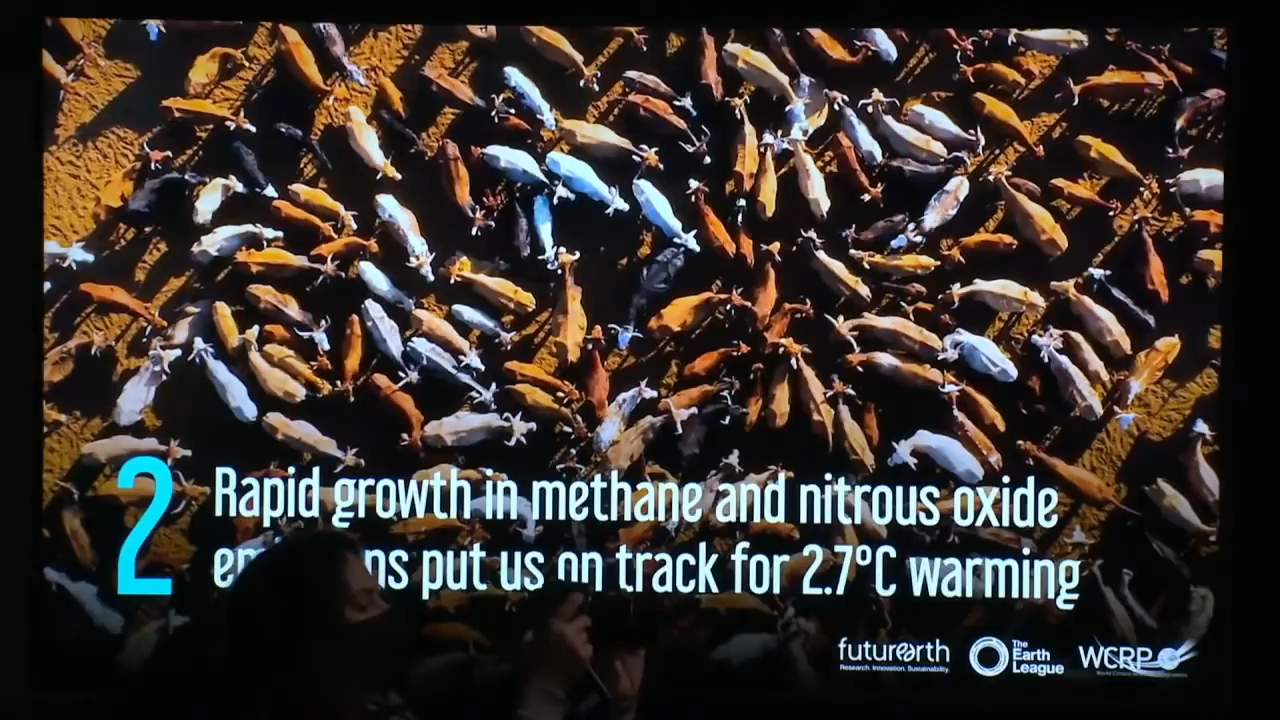 2
Rapid growth in methane and nitrous oxide
put us on track for 2.7°C warming
futurearth
Research. Innovation. Sustainability.
The
Earth
League
WCRP